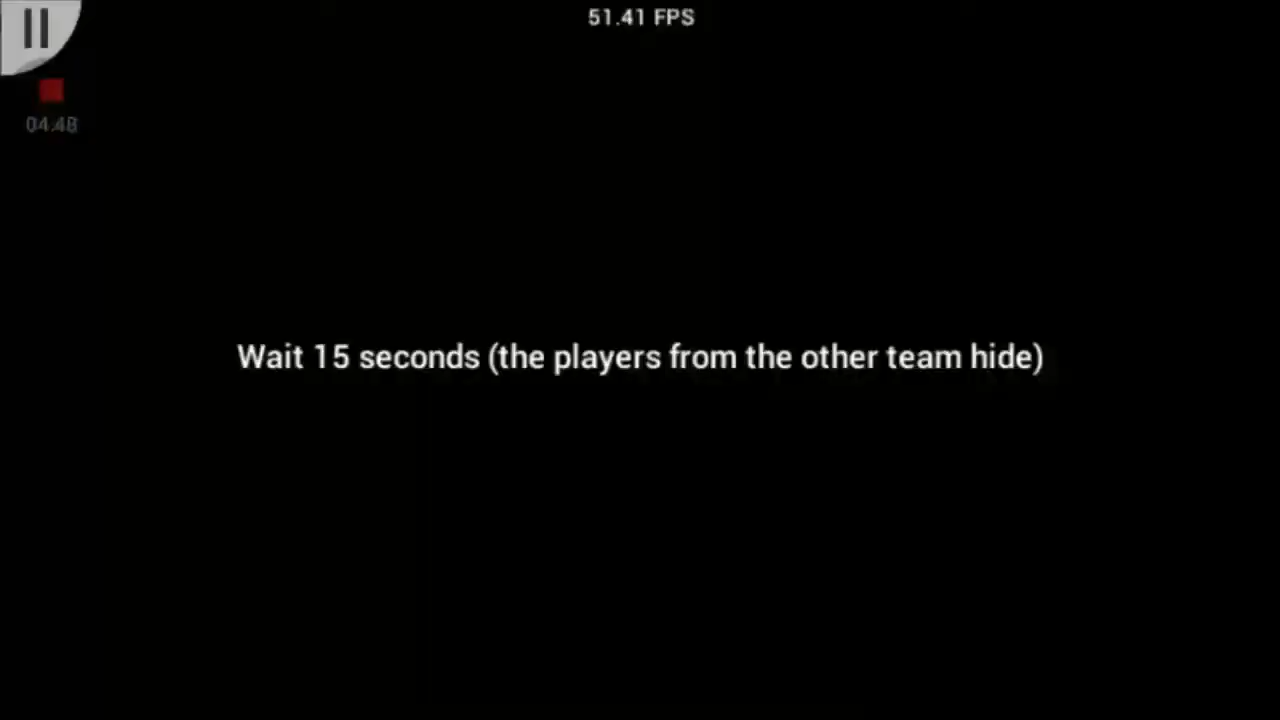 51.41 FPS
04.48
Wait 15 seconds (the players from the other team hide)